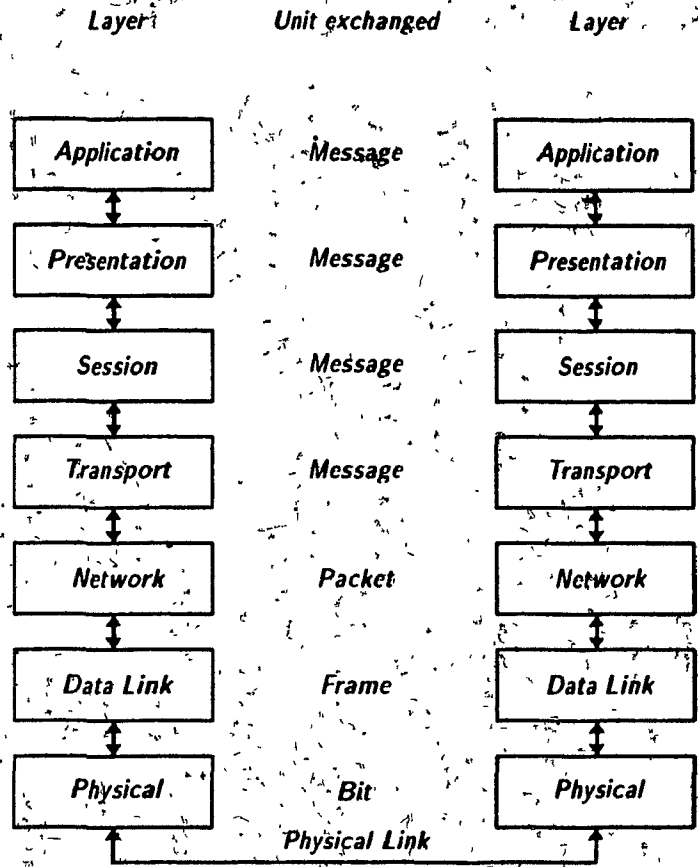 Layer Unit exchanged Layer
Application Message Application
Presentation Message Presentation
Session Message Session
Transport Message Transport
Network Packet Network
Data Link Frame Data Link
Physical Bit Physical
Physical Link